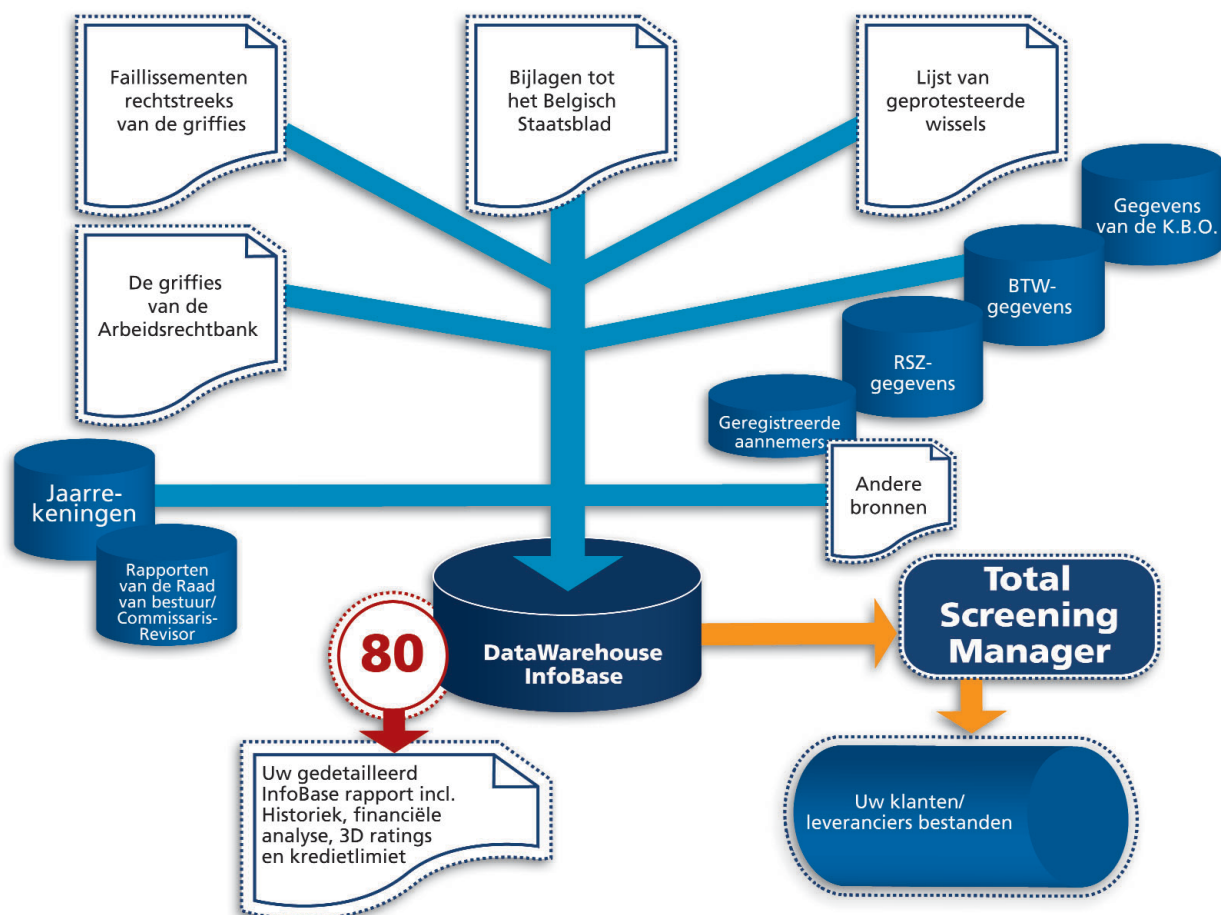 Faillissementen
rechtstreeks
van de griffies
Bijlagen tot
het Belgisch
Staatsblad
Lijst van
geprotesteerde
wissels
Gegevens
van de K.B.O.
De griffies
van de
Arbeidsrechtbank
BTW-
gegevens
RSZ-
gegevens
Geregistreerde
aannemers
Jaarre-
keningen
Andere
bronnen
Rapporten
van de Raad
van bestuur/
Commissaris-
Revisor
80
DataWarehouse
InfoBase
Total
Screening
Manager
Uw gedetailleerd
InfoBase rapport incl.
Historiek, financiële
analyse, 3D ratings
en kredietlimiet
Uw klanten/
leveranciers bestanden